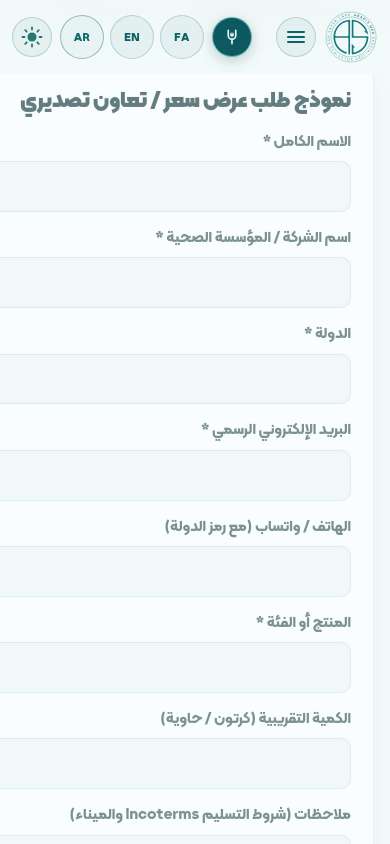 AR
EN
FA
نموذج طلب عرض سعر / تعاون تصديري
الاسم الكامل *
اسم الشركة / المؤسسة الصحية *
الدولة *
البريد الإلكتروني الرسمي *
الهاتف / واتساب (مع رمز الدولة)
المنتج أو الفئة *
الكمية التقريبية (كرتون / حاوية)
ملاحظات (شروط التسليم Incoterms والميناء)